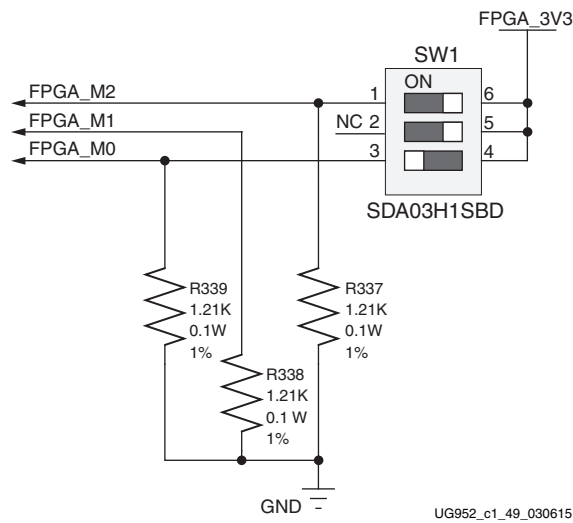 FPGA_3V3
SW1
ON
FPGA_M2
1
6
FPGA_M1
NC 2
5
FPGA_M0
3
4
SDA03H1SBD
R339
1.21K
0.1W
1%
R337
1.21K
0.1W
1%
R338
1.21K
0.1 W
1%
GND
UG952_c1_49_030615